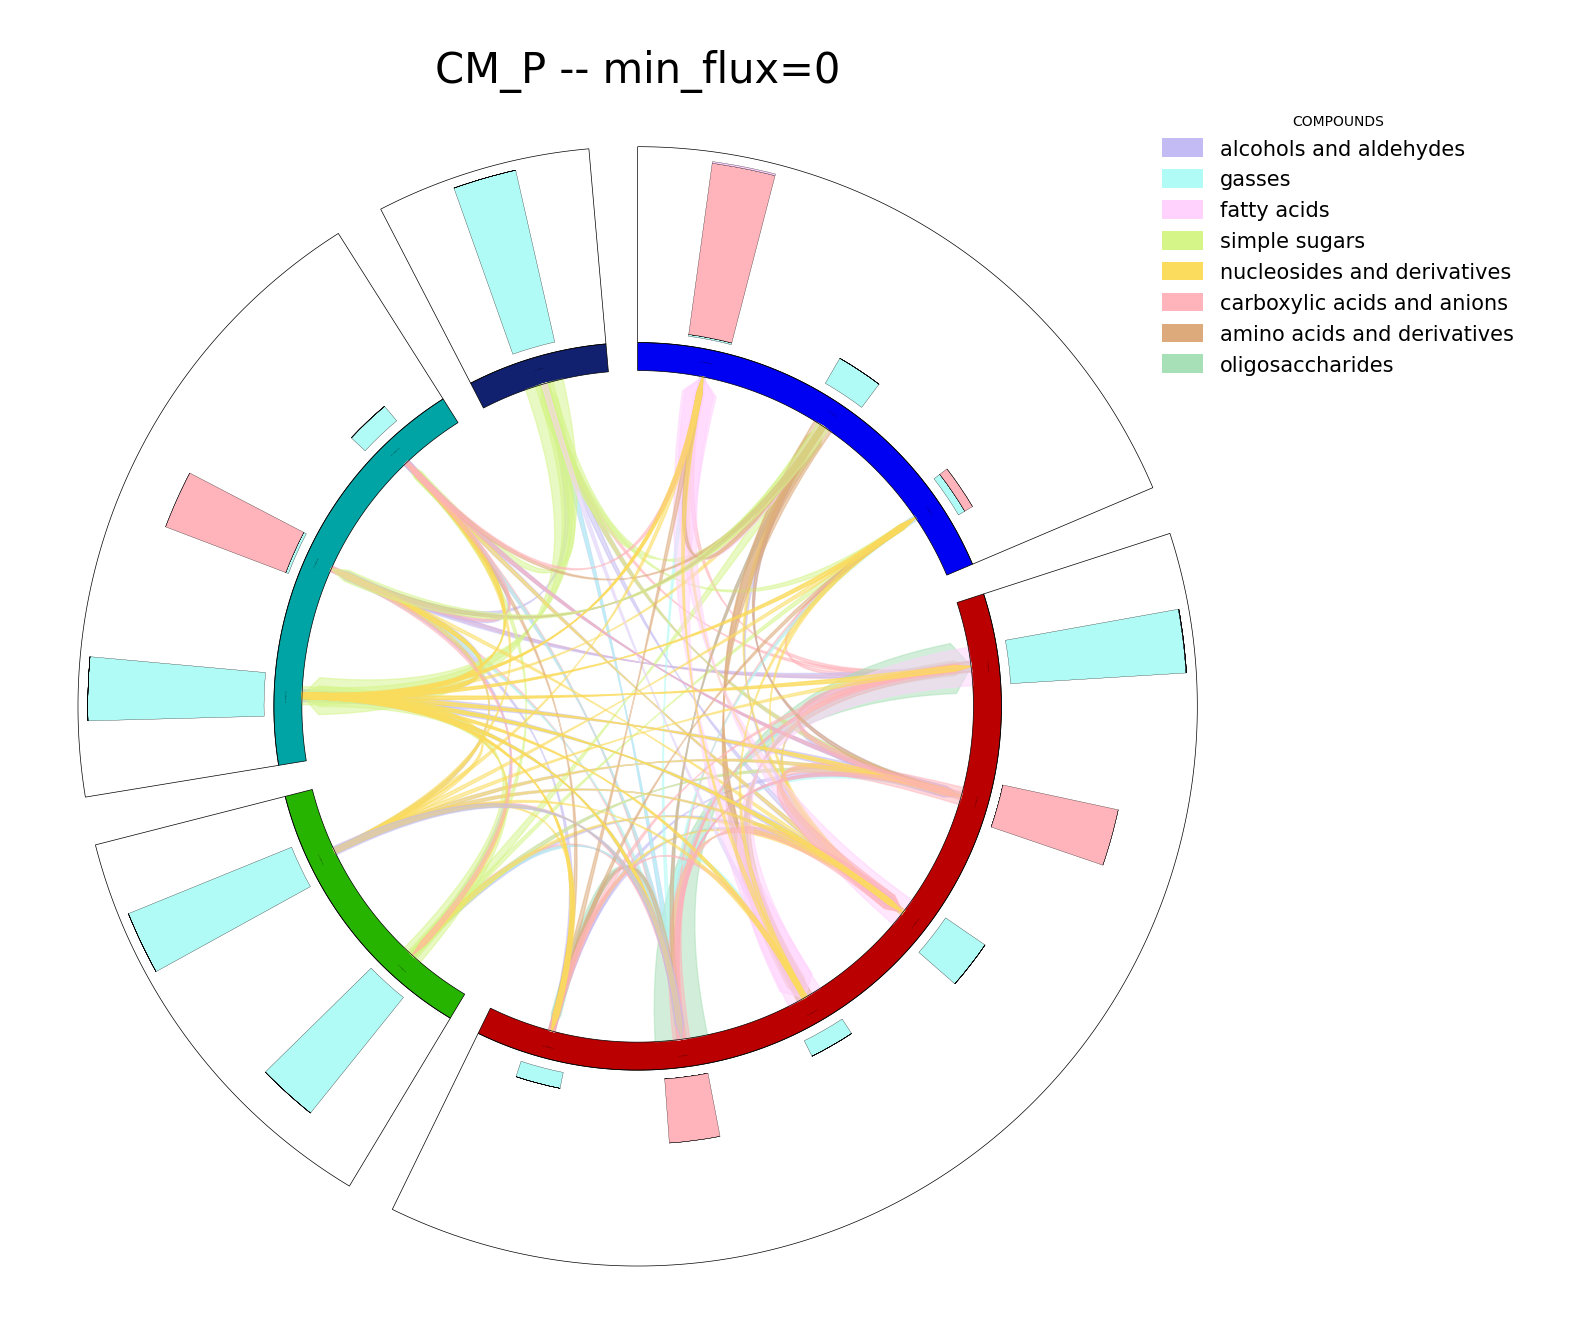 CM_P -- min_flux=0
COMPOUNDS
alcohols and aldehydes
gasses
fatty acids
simple sugars
nucleosides and derivatives
carboxylic acids and anions
amino acids and derivatives
oligosaccharides